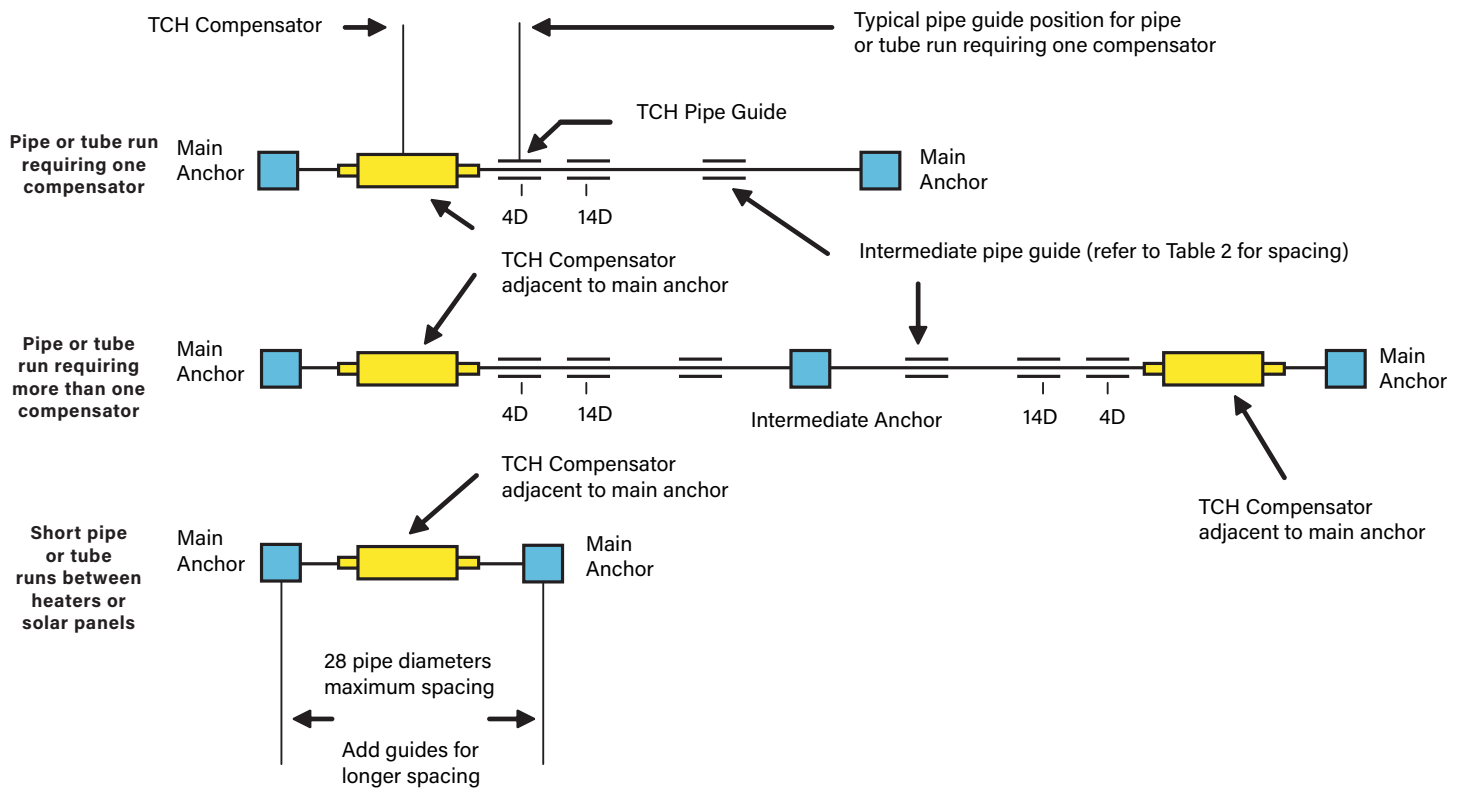 TCH Compensator
Typical pipe guide position for pipe
or tube run requiring one compensator
TCH Pipe Guide
Pipe or tube run
requiring one
compensator
Main
Anchor
Main
Anchor
4D
14D
TCH Compensator
adjacent to main anchor
Intermediate pipe guide (refer to Table 2 for spacing)
Pipe or tube
run requiring
more than one
compensator
Main
Anchor
Main
Anchor
4D
14D
Intermediate Anchor
14D
4D
TCH Compensator
adjacent to main anchor
TCH Compensator
adjacent to main anchor
Short pipe
or tube
runs between
heaters or
solar panels
Main
Anchor
Main
Anchor
28 pipe diameters
maximum spacing
Add guides for
longer spacing